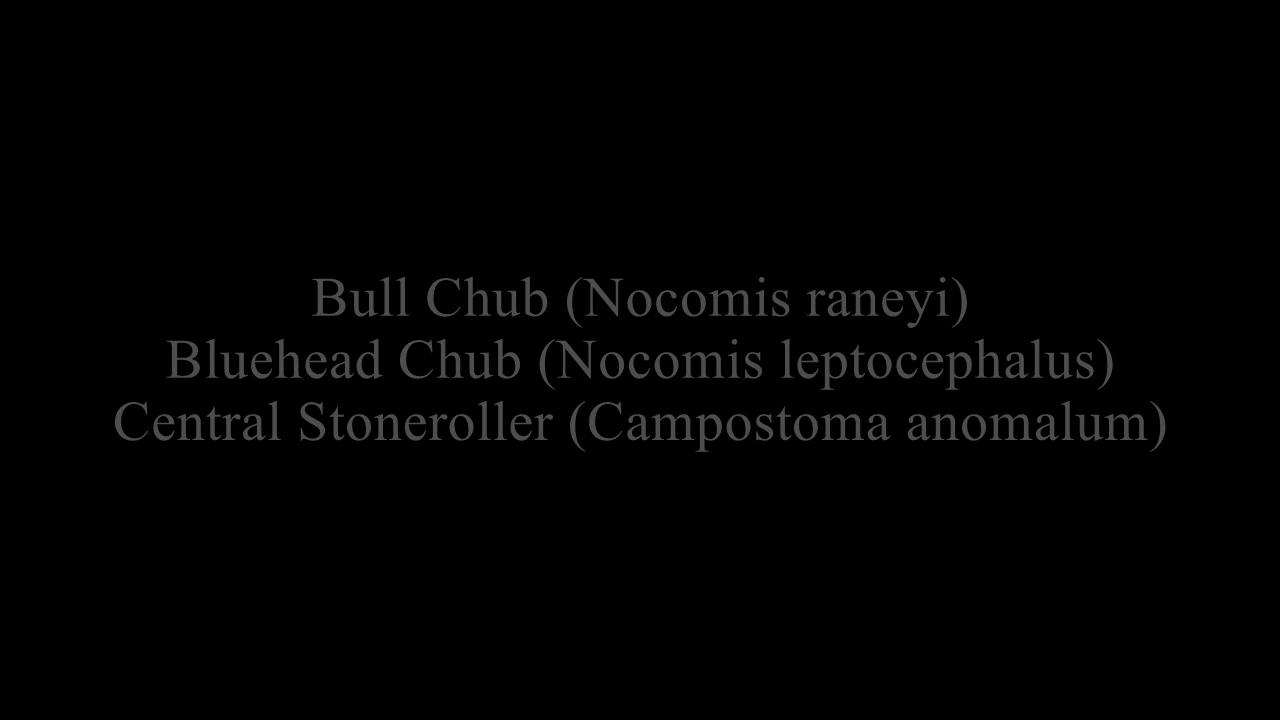 Bull Chub (Nocomis raneyi)
Bluehead Chub (Nocomis leptocephalus)
Central Stoneroller (Campostoma anomalum)